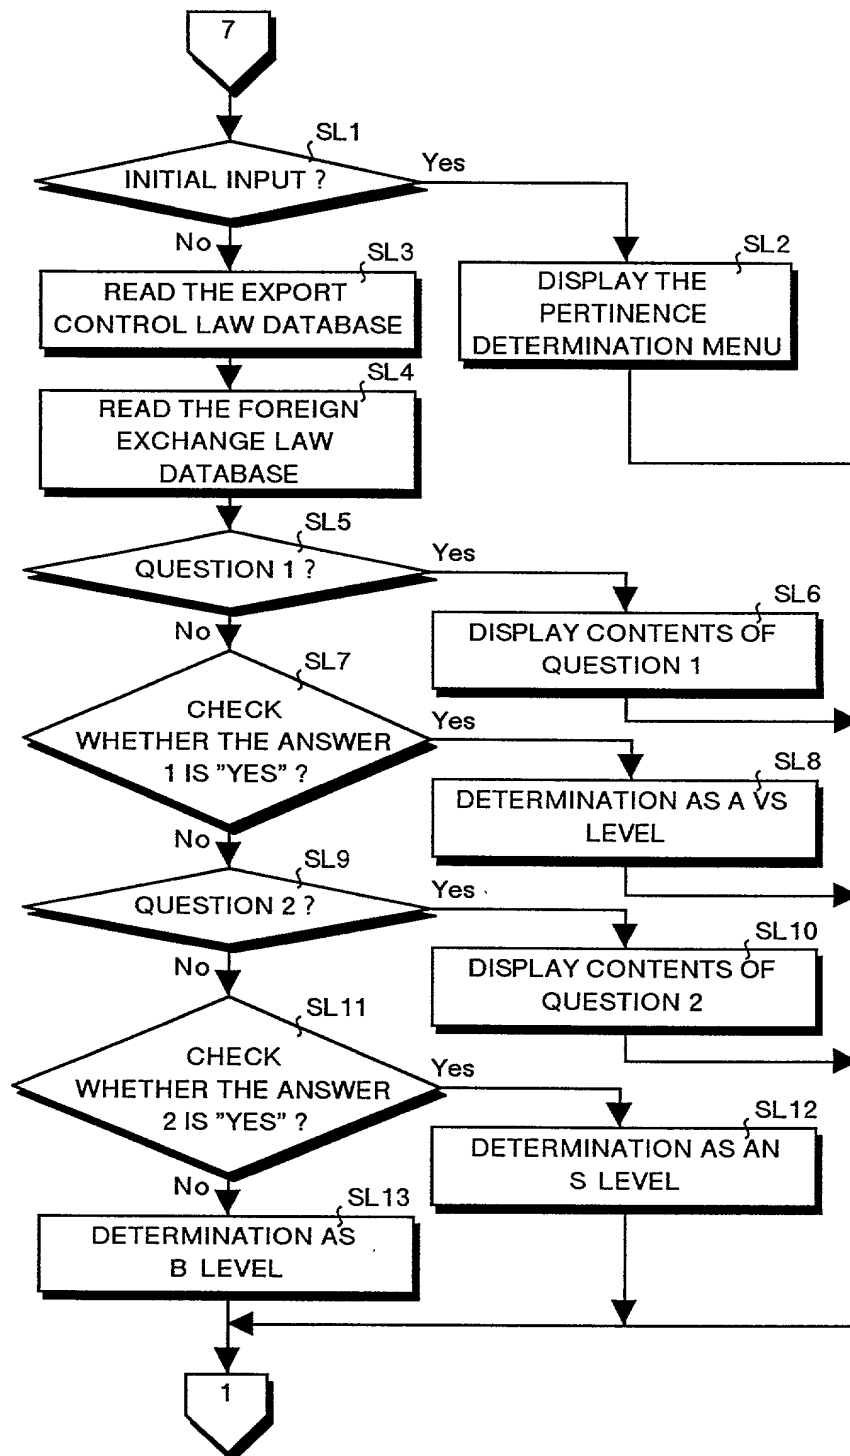 7
SL1
INITIAL INPUT ?
Yes
No
SL3
READ THE EXPORT
CONTROL LAW DATABASE
SL2
DISPLAY THE
PERTINENCE
DETERMINATION MENU
SL4
READ THE FOREIGN
EXCHANGE LAW
DATABASE
SL5
QUESTION 1 ?
Yes
No
SL6
DISPLAY CONTENTS OF
QUESTION 1
SL7
CHECK
WHETHER THE ANSWER
1 IS "YES" ?
Yes
No
SL8
DETERMINATION AS A VS
LEVEL
SL9
QUESTION 2 ?
Yes
No
SL10
DISPLAY CONTENTS OF
QUESTION 2
SL11
CHECK
WHETHER THE ANSWER
2 IS "YES" ?
Yes
No
SL12
DETERMINATION AS AN
S LEVEL
SL13
DETERMINATION AS
B LEVEL
1